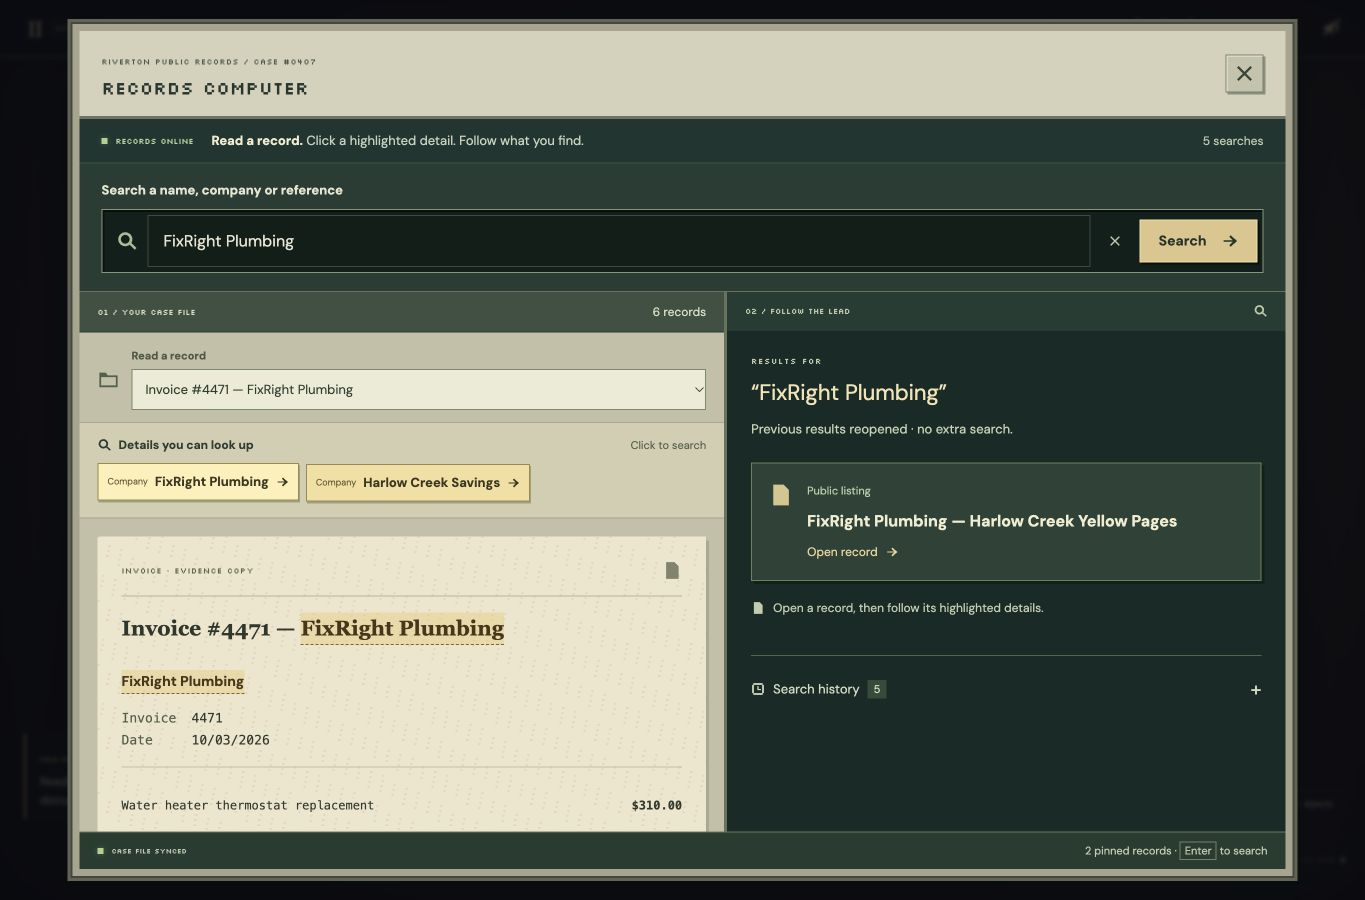 RIVERTON PUBLIC RECORDS / CASE #0407
RECORDS COMPUTER
RECORDS ONLINE
Read a record. Click a highlighted detail. Follow what you find.
5 searches
Search a name, company or reference
FixRight Plumbing
Search
01 / YOUR CASE FILE
6 records
Read a record
Invoice #4471 — FixRight Plumbing
Details you can look up
Click to search
Company FixRight Plumbing
Company Harlow Creek Savings
INVOICE · EVIDENCE COPY
Invoice #4471 — FixRight Plumbing
FixRight Plumbing
Invoice 4471
Date 10/03/2026
Water heater thermostat replacement $310.00
02 / FOLLOW THE LEAD
RESULTS FOR
“FixRight Plumbing”
Previous results reopened · no extra search.
Public listing
FixRight Plumbing — Harlow Creek Yellow Pages
Open record
Open a record, then follow its highlighted details.
Search history 5
CASE FILE SYNCED
2 pinned records · Enter to search